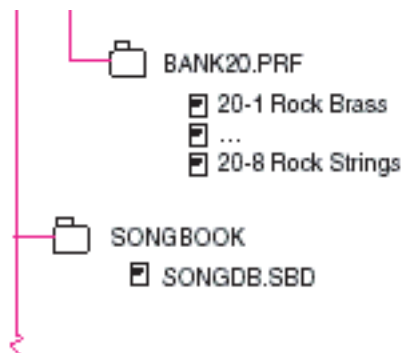 BANK20.PRF
20-1 Rock Brass
...
20-8 Rock Strings
SONGBOOK
SONGDB.SBD